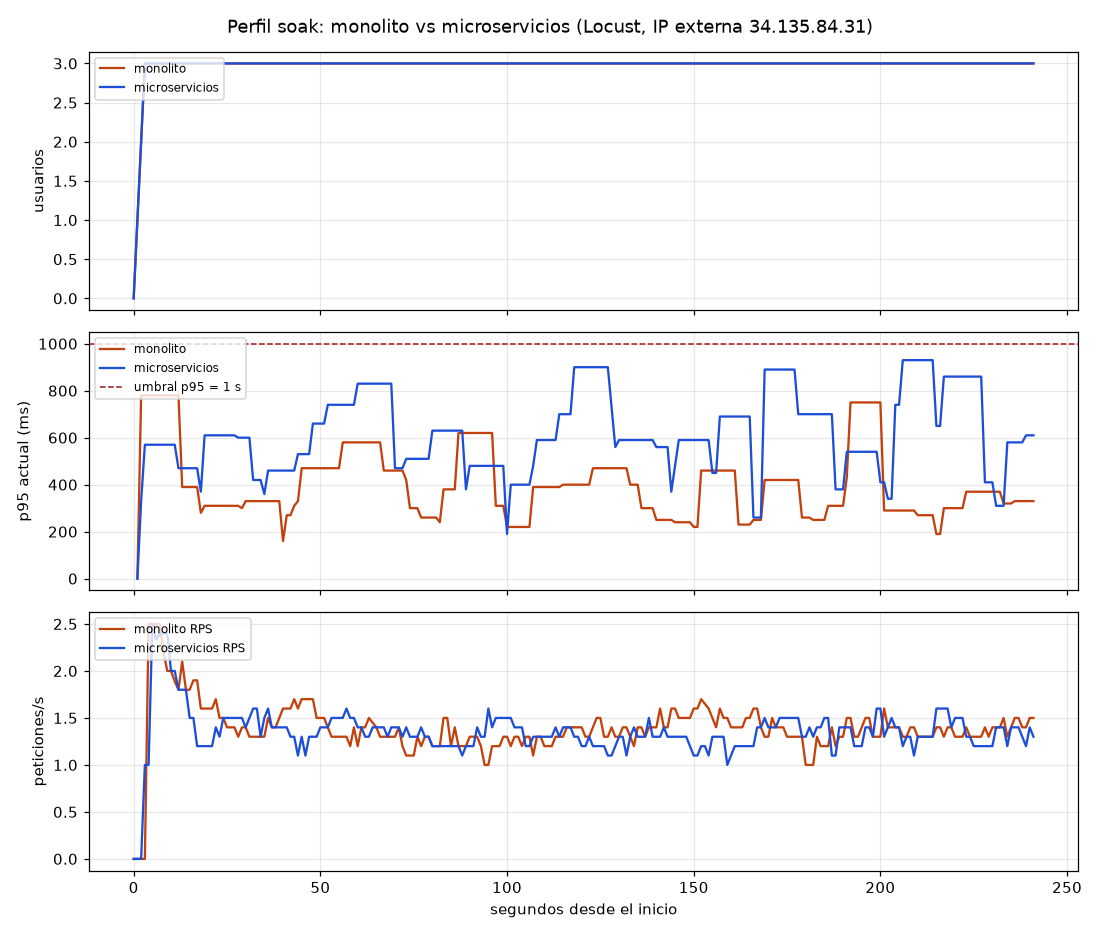 Perfil soak: monolito vs microservicios (Locust, IP externa 34.135.84.31)
3.0
2.5
2.0
1.5
1.0
0.5
0.0
usuarios
monolito
microservicios
1000
800
600
400
200
0
p95 actual (ms)
monolito
microservicios
umbral p95 = 1 s
2.5
2.0
1.5
1.0
0.5
0.0
peticiones/s
monolito RPS
microservicios RPS
0 50 100 150 200 250
segundos desde el inicio